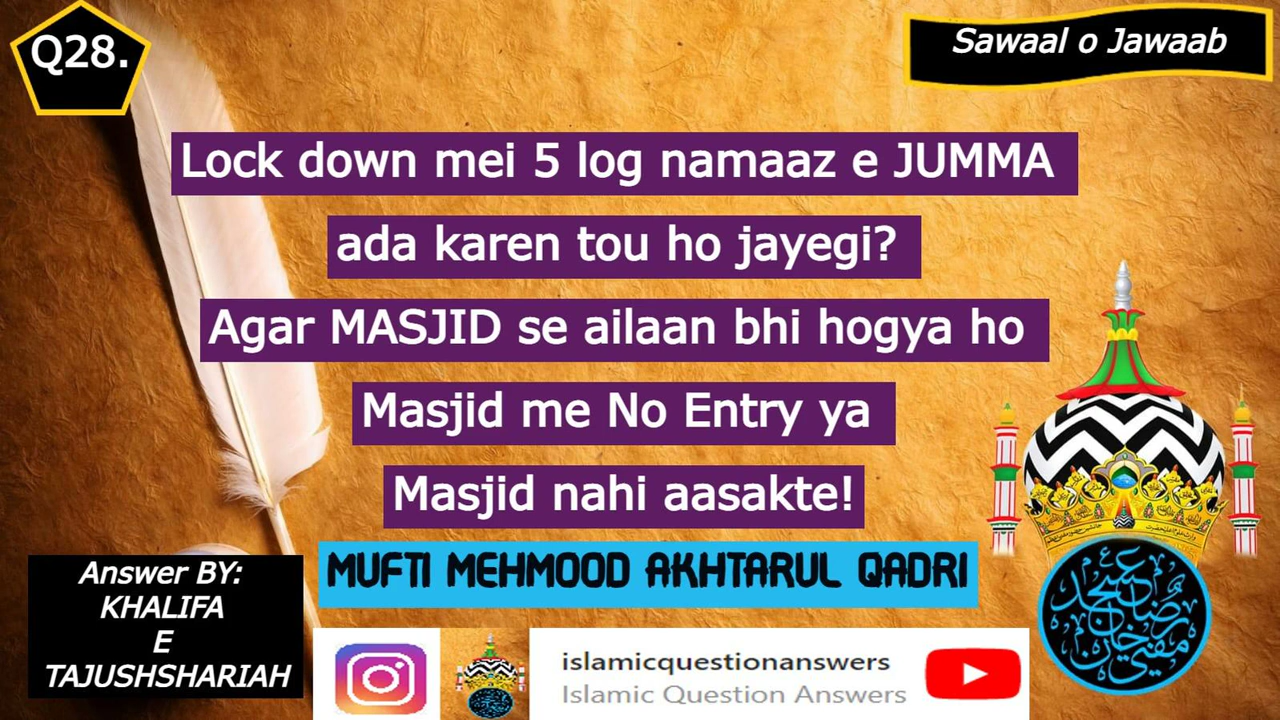 Q28.
Sawaal o Jawaab
Lock down mei 5 log namaaz e JUMMA
ada karen tou ho jayegi?
Agar MASJID se ailaan bhi hogya ho
Masjid me No Entry ya
Masjid nahi aasakte!
MUFTI MEHMOOD AKHTARUL QADRI
Answer BY:
KHALIFA
E
TAJUSHSHARIAH
islamicquestionanswers
Islamic Question Answers